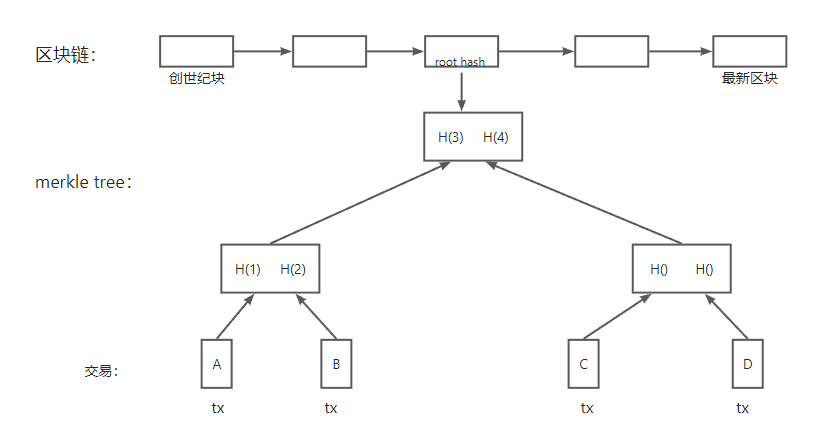 区块链：
root hash
创世纪块
最新区块
H(3) H(4)
merkle tree：
H(1) H(2)
H() H()
交易：
A
B
C
D
tx
tx
tx
tx